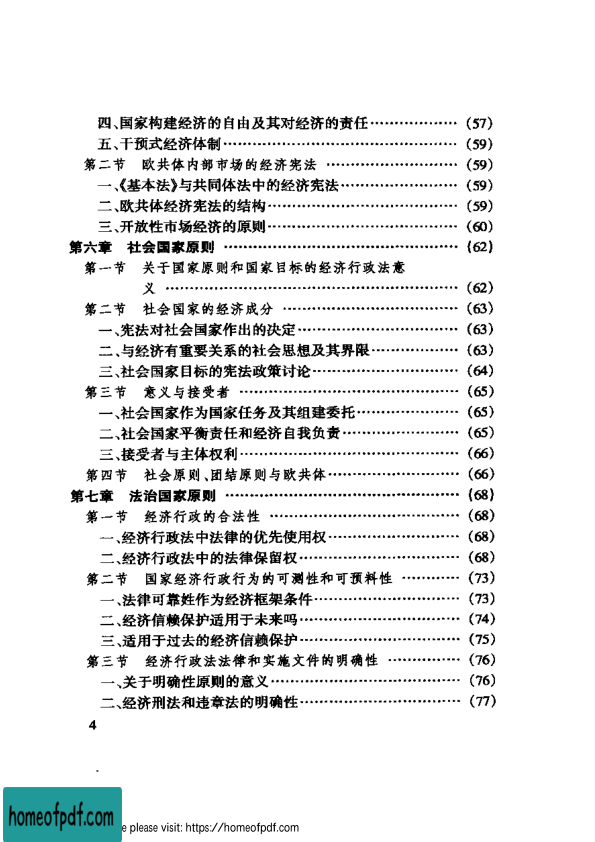 四、国家构建经济的自由及其对经济的责任………………(57)
五、干预式经济体制………………………………………(59)
第二节 欧共体内部市场的经济宪法 ……………………(59)
一、《基本法》与共同体法中的经济宪法…………………(59)
二、欧共体经济宪法的结构………………………………(59)
三、开放性市场经济的原则………………………………(60)
第六章 社会国家原则 ………………………………………(62)
第一节 关于国家原则和国家目标的经济行政法意
义 …………………………………………………(62)
第二节 社会国家的经济成分 ……………………………(63)
一、宪法对社会国家作出的决定…………………………(63)
二、与经济有重要关系的社会思想及其界限……………(63)
三、社会国家目标的宪法政策讨论………………………(64)
第三节 意义与接受者 ……………………………………(65)
一、社会国家作为国家任务及其组建委托………………(65)
二、社会国家平衡责任和经济自我负责…………………(65)
三、接受者与主体权利……………………………………(66)
第四节 社会原则、团结原则与欧共体……………………(66)
第七章 法治国家原则 ………………………………………(68)
第一节 经济行政的合法性 ………………………………(68)
一、经济行政法中法律的优先使用权……………………(68)
二、经济行政法中的法律保留权…………………………(68)
第二节 国家经济行政行为的可测性和可预料性 ………(73)
一、法律可靠姓作为经济框架条件………………………(73)
二、经济信赖保护适用于未来吗…………………………(74)
三、适用于过去的经济信赖保护…………………………(75)
第三节 经济行政法法律和实施文件的明确性 …………(76)
一、关于明确性原则的意义………………………………(76)
二、经济刑法和违章法的明确性…………………………(77)
4
homeofpdf.com
e please visit: https://homeofpdf.com